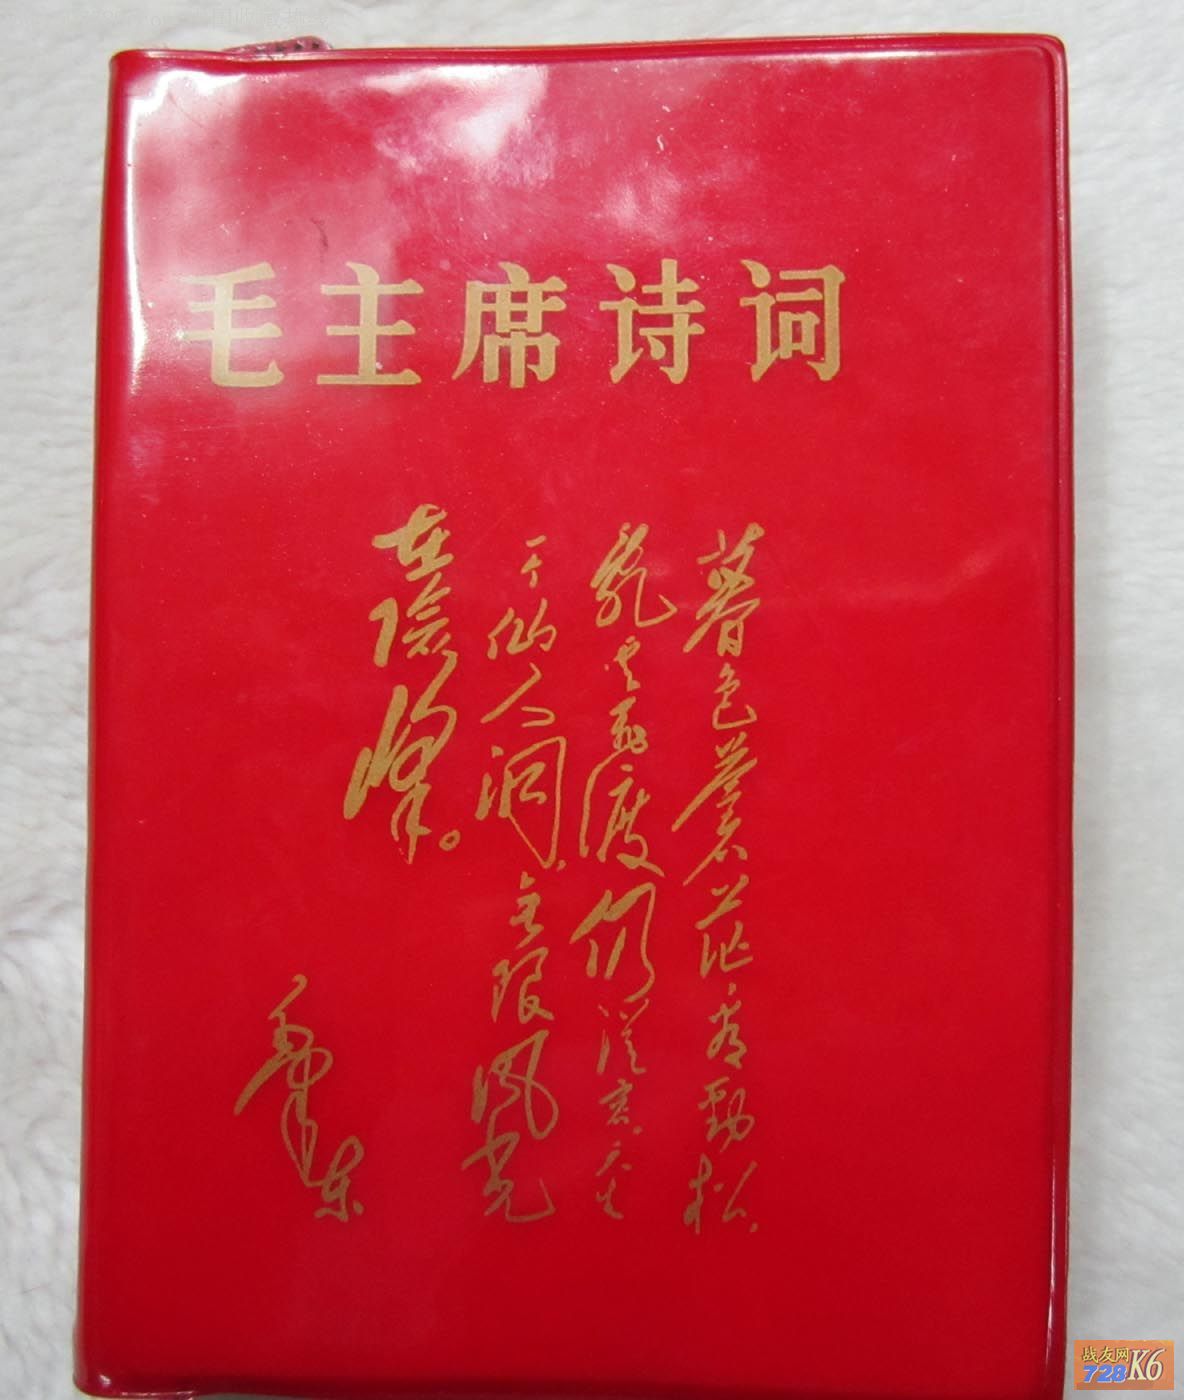 毛主席诗词
暮色苍茫看劲松，
乱云飞渡仍从容。天生
一个仙人洞，无限风光
在险峰。
毛泽东
战友网
728 K6